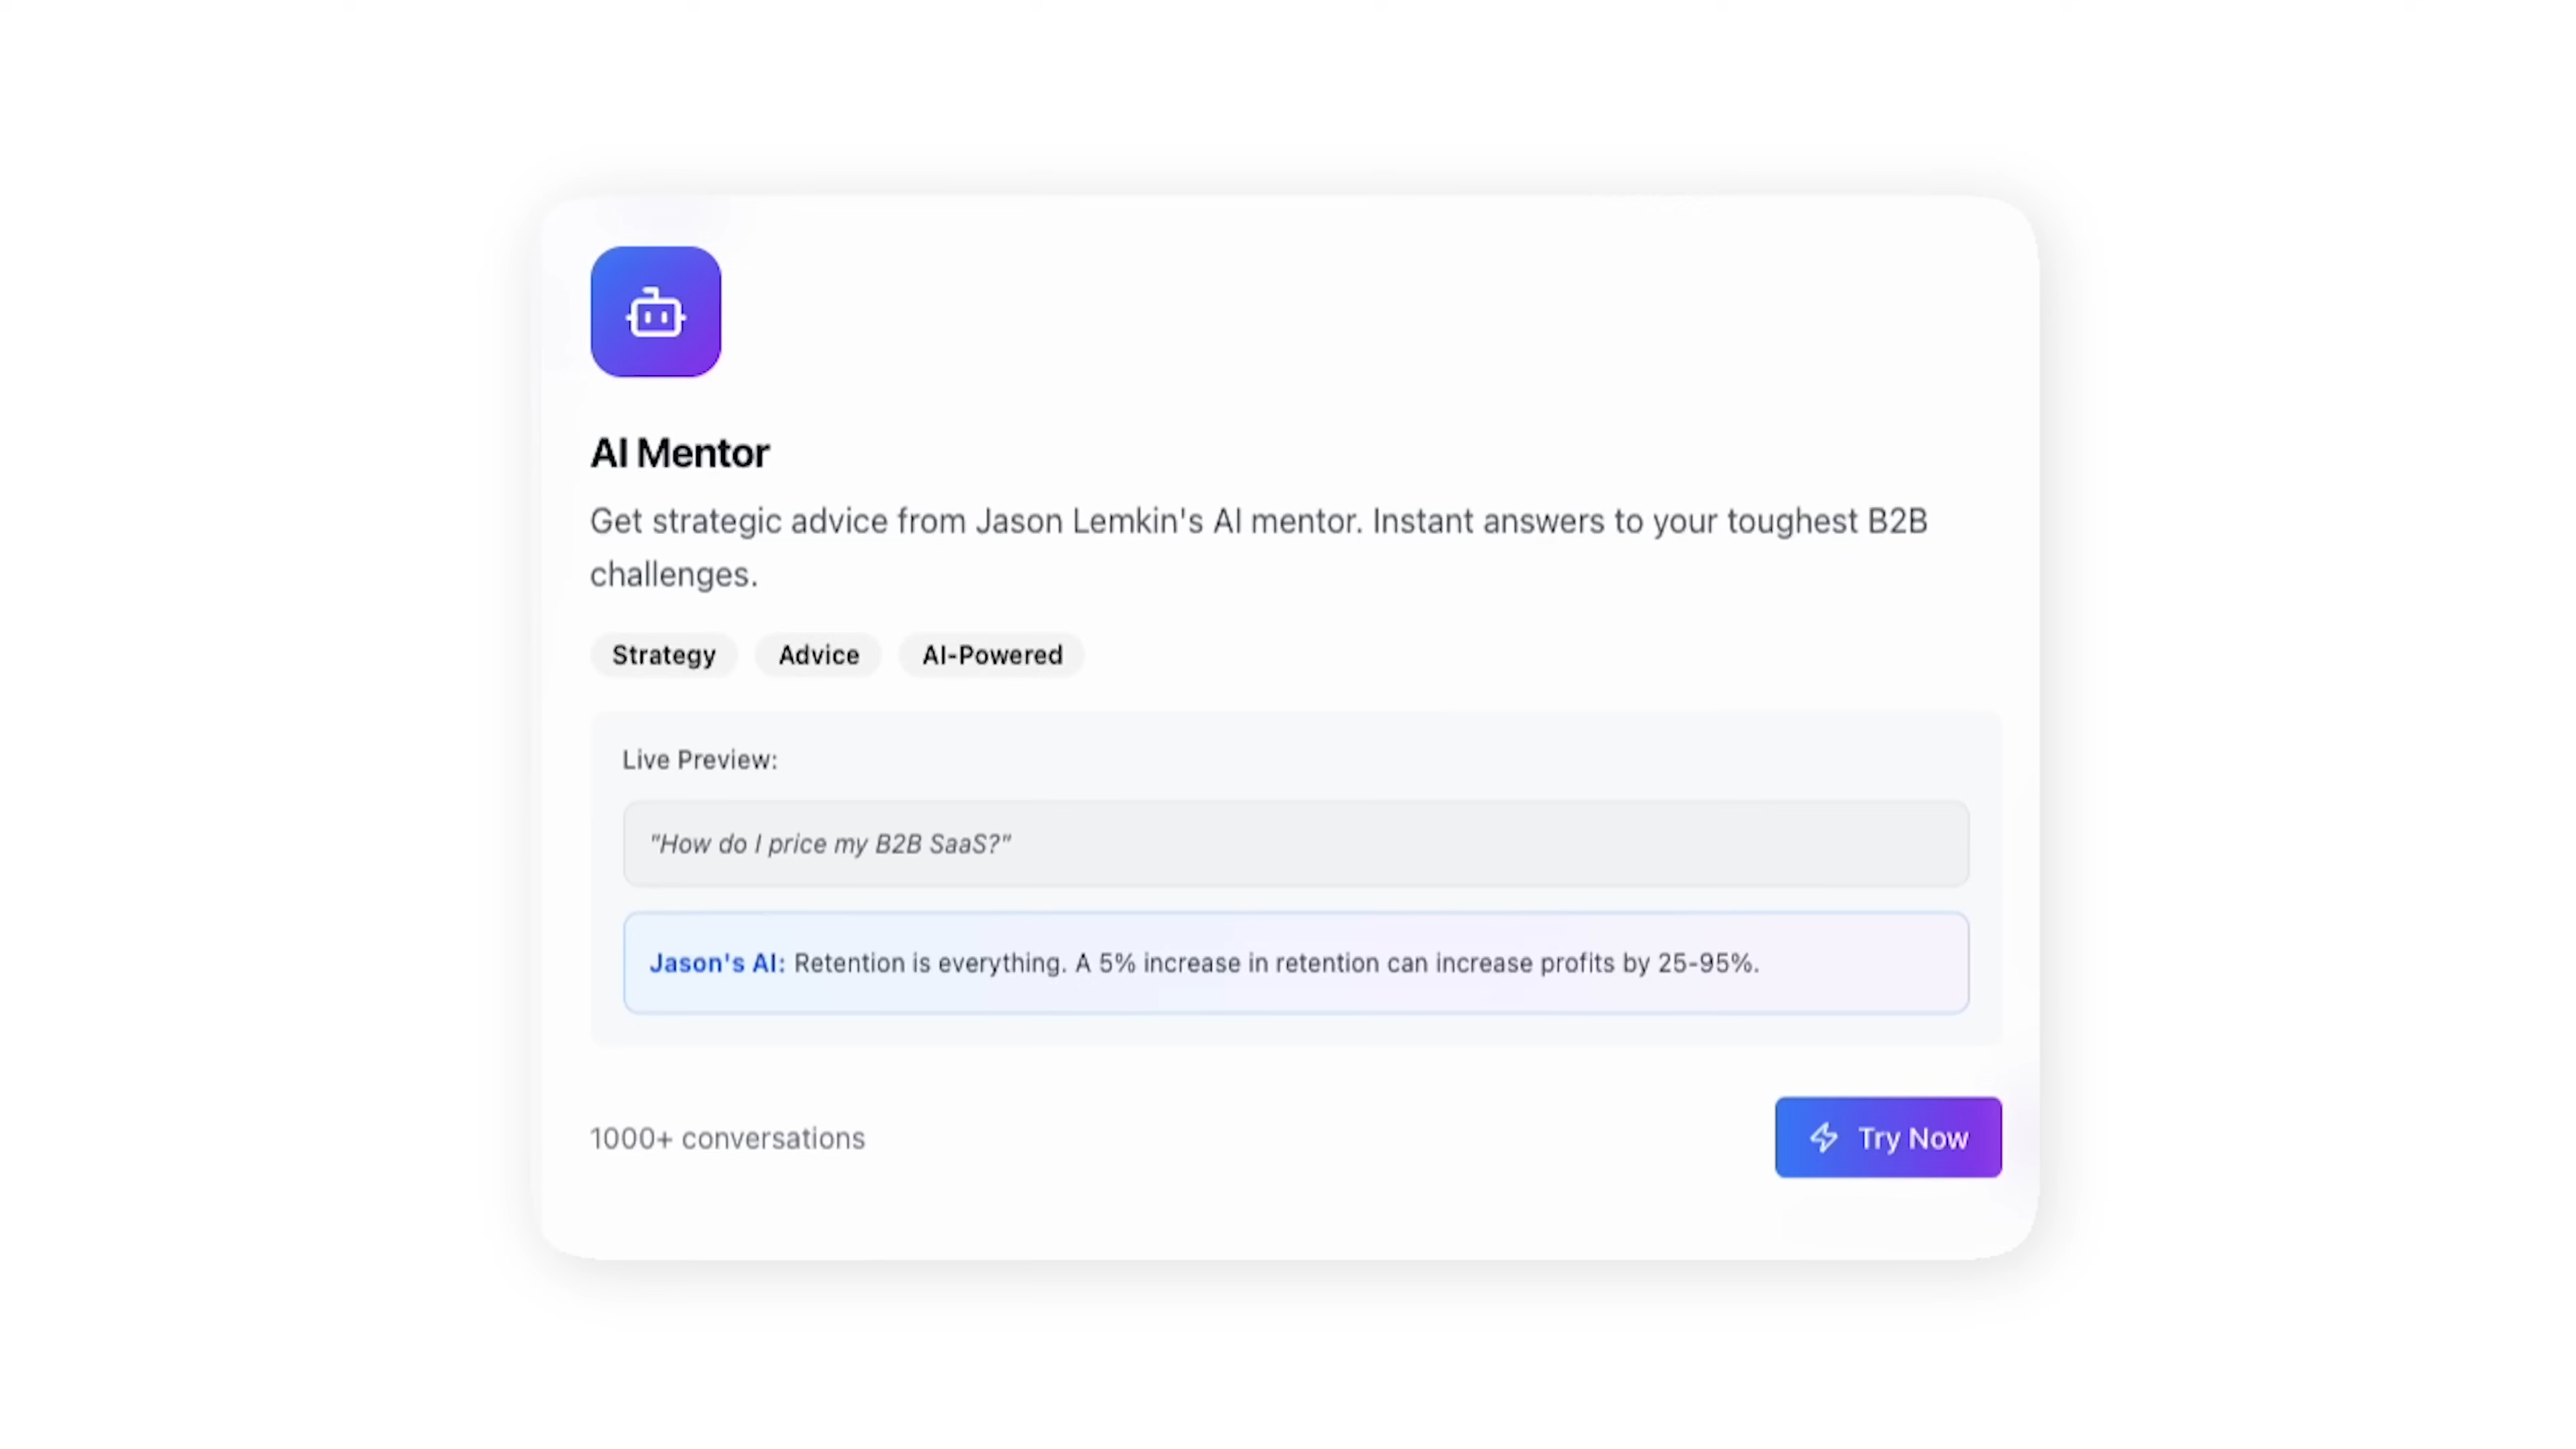 AI Mentor
Get strategic advice from Jason Lemkin's AI mentor. Instant answers to your toughest B2B
challenges.
Strategy Advice AI-Powered
Live Preview:
"How do I price my B2B SaaS?"
Jason's AI: Retention is everything. A 5% increase in retention can increase profits by 25-95%.
1000+ conversations
Try Now